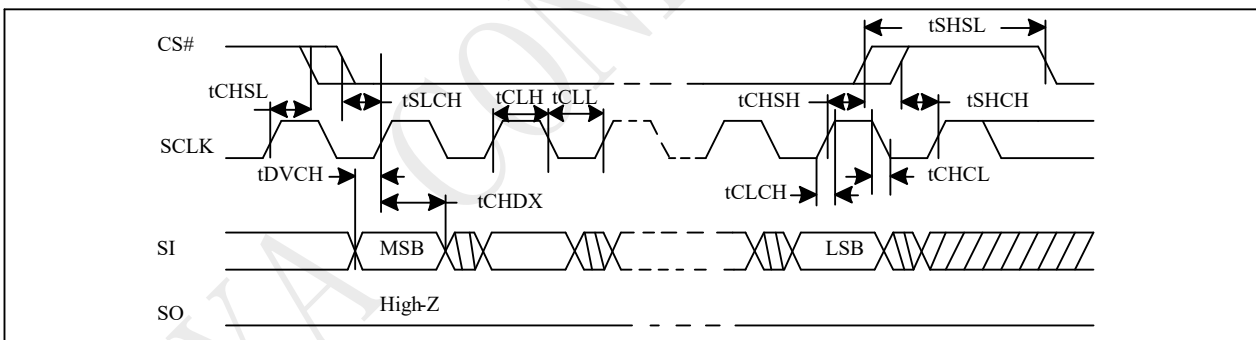 CS#
tSHSL
tCHSL
tSLCH
tCLH
tCLL
tCHSH
tSHCH
SCLK
tDVCH
tCHDX
tCLCH
tCHCL
SI
MSB
LSB
SO
High-Z